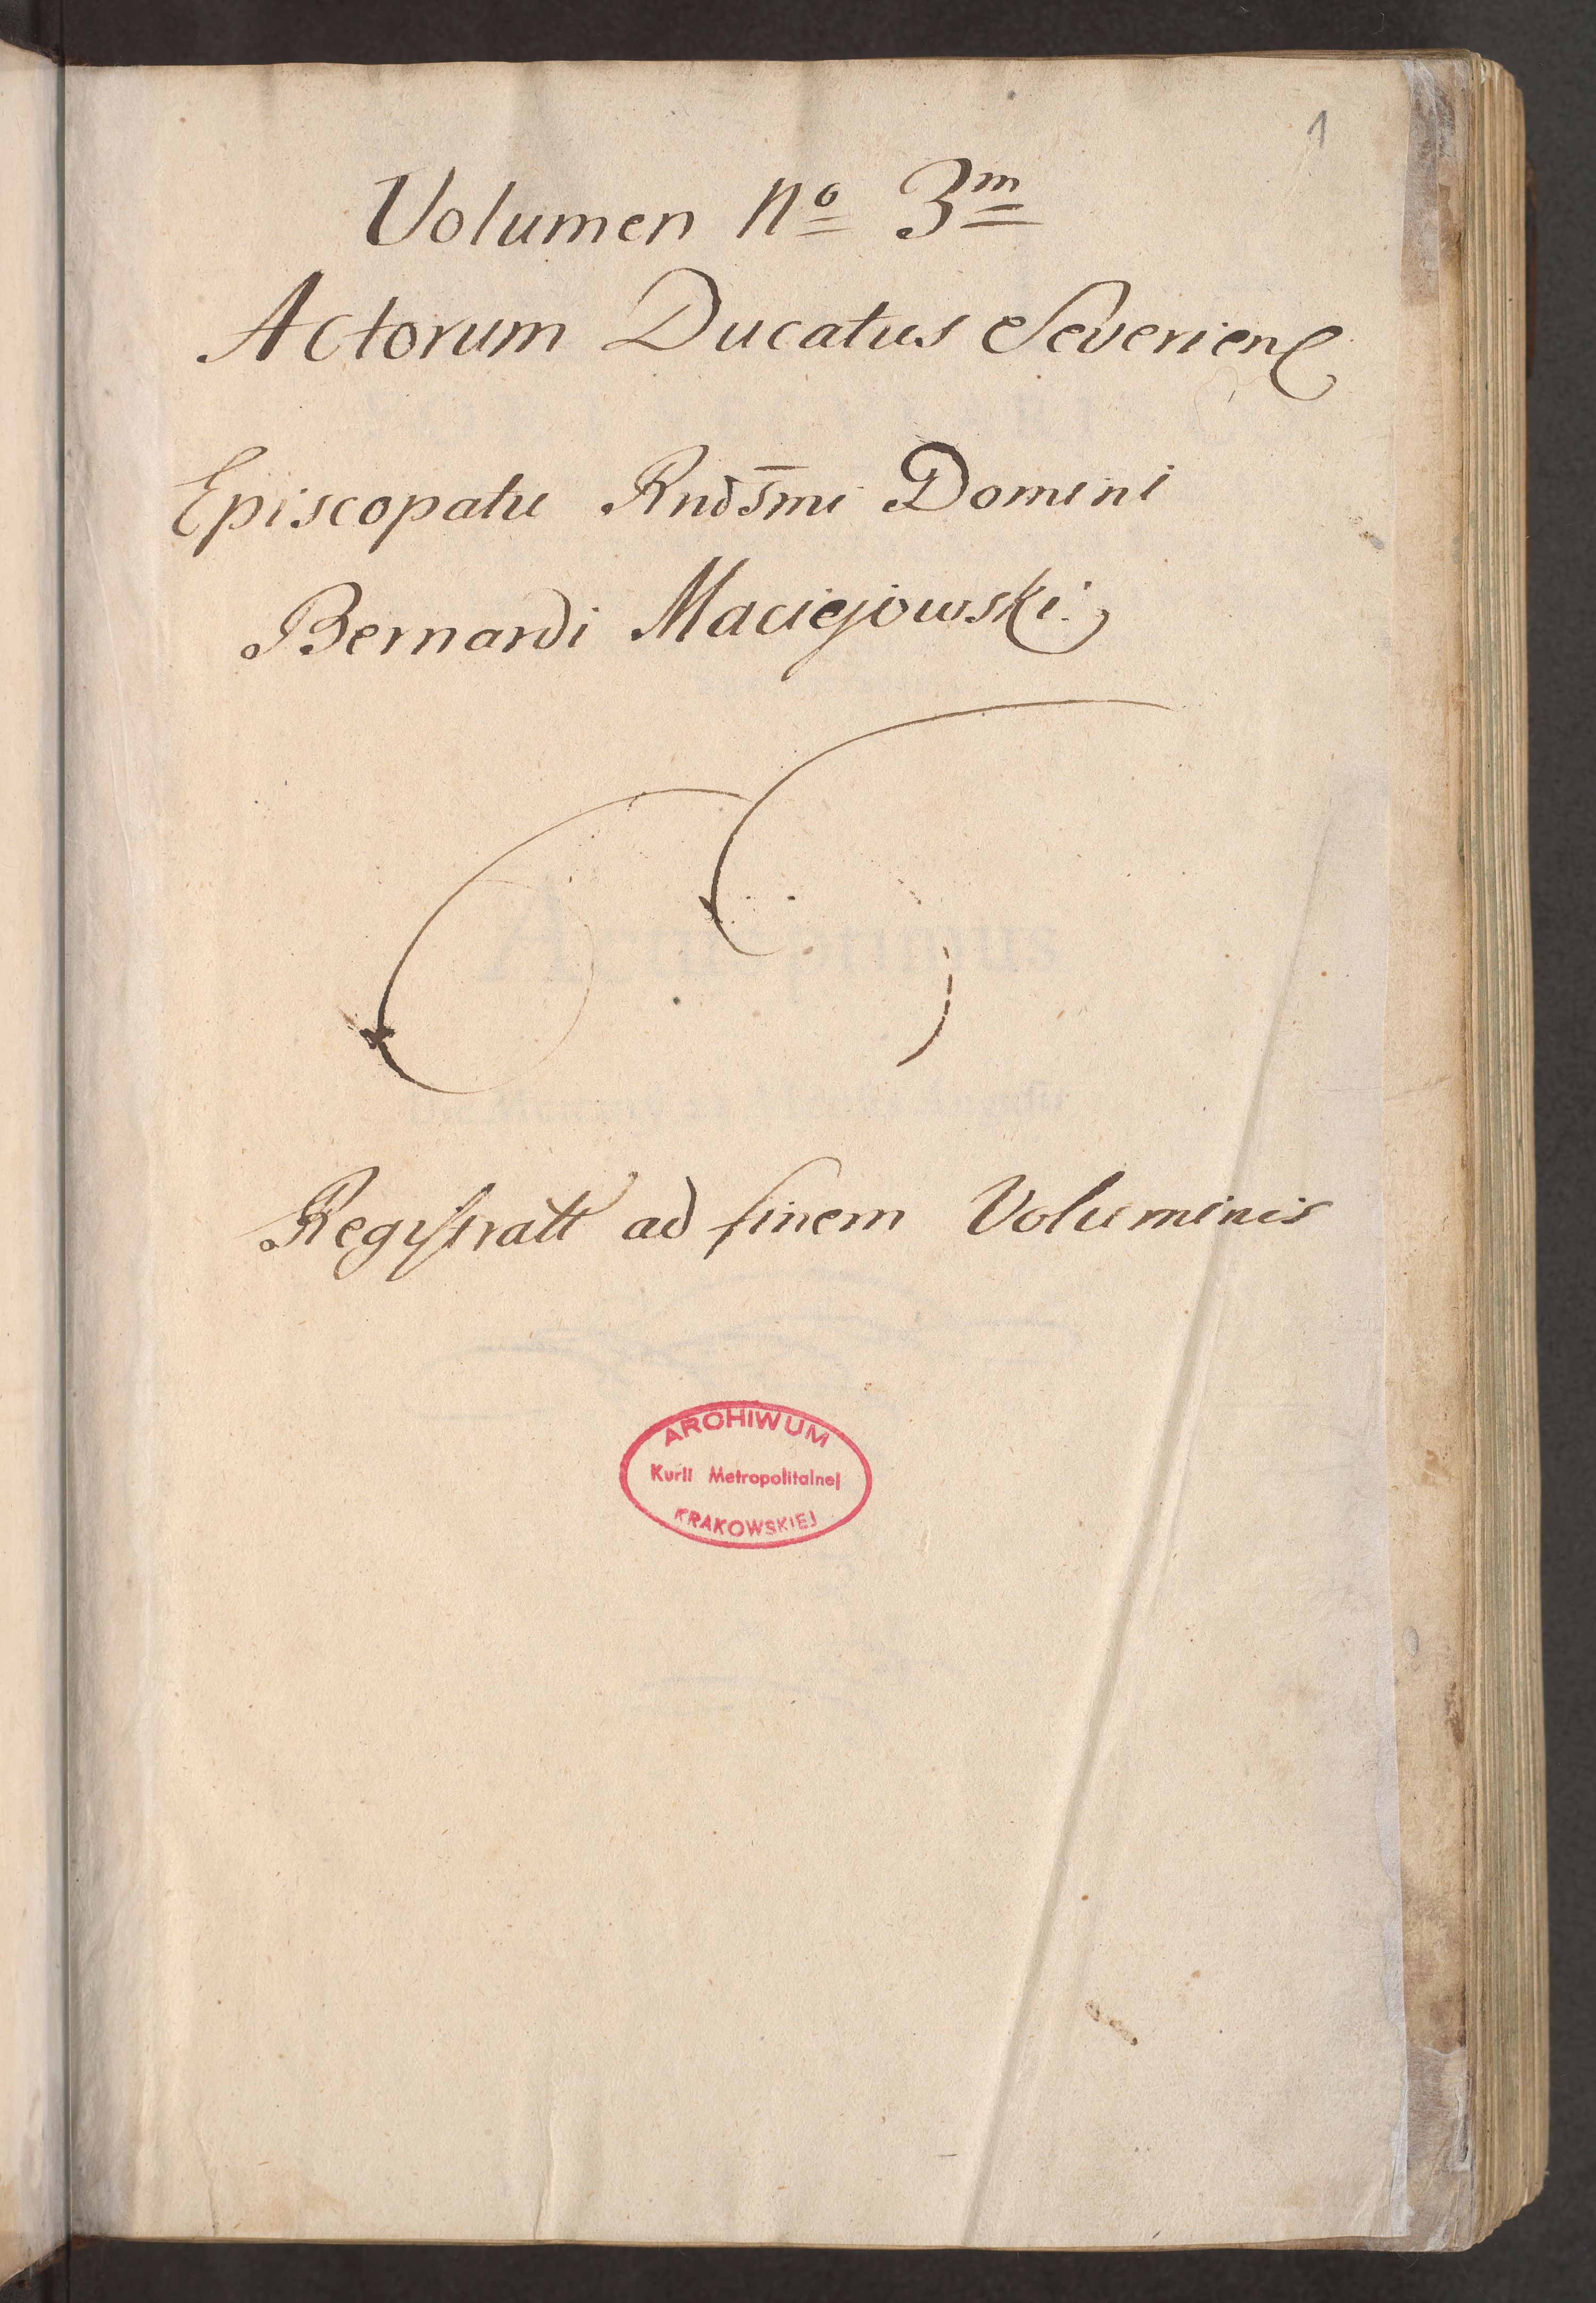 1
Volumen No 3m
Actorum Ducatus Severien
Episcopatu Rndsmi Domini
Bernardi Maciejowski
Regystratt ad finem Voluminis
ARCHIWUM
Kurii Metropolitalnej
KRAKOWSKIEJ